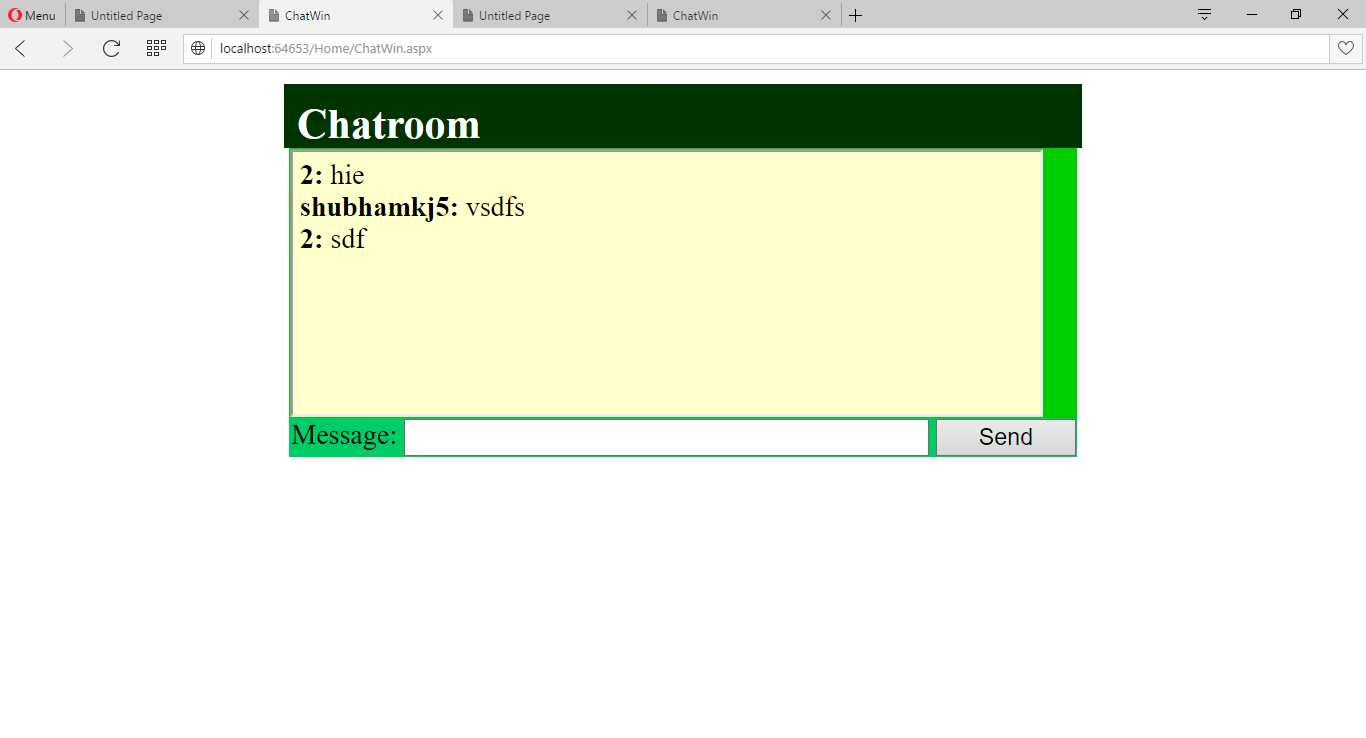 Menu Untitled Page ChatWin Untitled Page ChatWin
localhost:64653/Home/ChatWin.aspx
Chatroom
2: hie
shubhamkj5: vsdfs
2: sdf
Message: Send